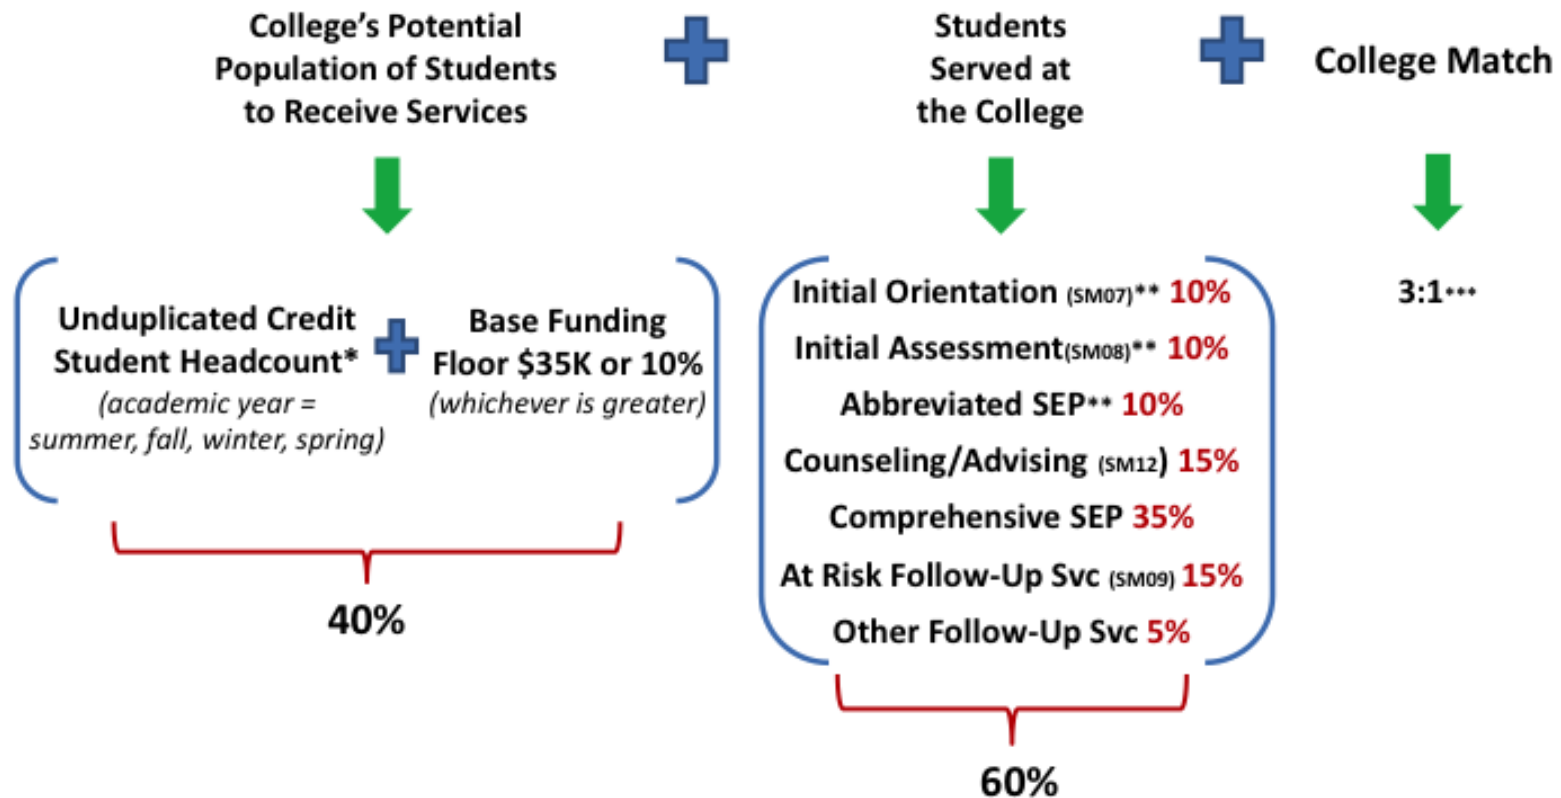 College’s Potential
Population of Students
to Receive Services
Students
Served at
the College
College Match
Unduplicated Credit
Student Headcount*
(academic year =
summer, fall, winter, spring)
Base Funding
Floor $35K or 10%
(whichever is greater)
40%
Initial Orientation (SM07)** 10%
Initial Assessment(SM08)** 10%
Abbreviated SEP** 10%
Counseling/Advising (SM12) 15%
Comprehensive SEP 35%
At Risk Follow-Up Svc (SM09) 15%
Other Follow-Up Svc 5%
60%
3:1***